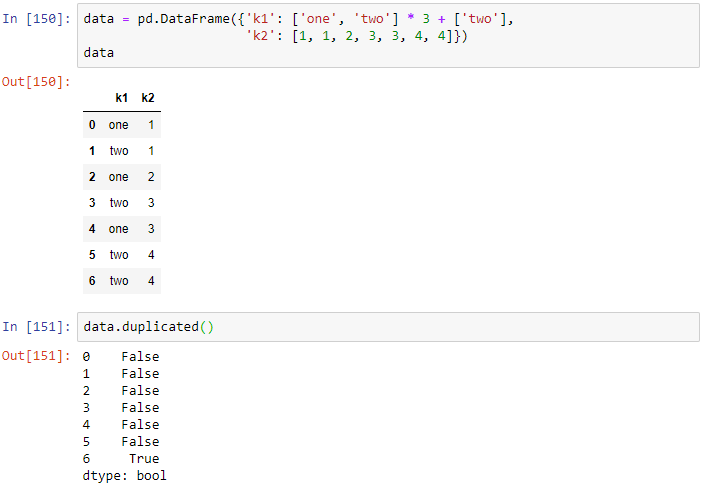 In [150]: data = pd.DataFrame({'k1': ['one', 'two'] * 3 + ['two'],
'k2': [1, 1, 2, 3, 3, 4, 4]})
data
Out[150]:
k1 k2
0 one 1
1 two 1
2 one 2
3 two 3
4 one 3
5 two 4
6 two 4
In [151]: data.duplicated()
Out[151]: 0 False
1 False
2 False
3 False
4 False
5 False
6 True
dtype: bool